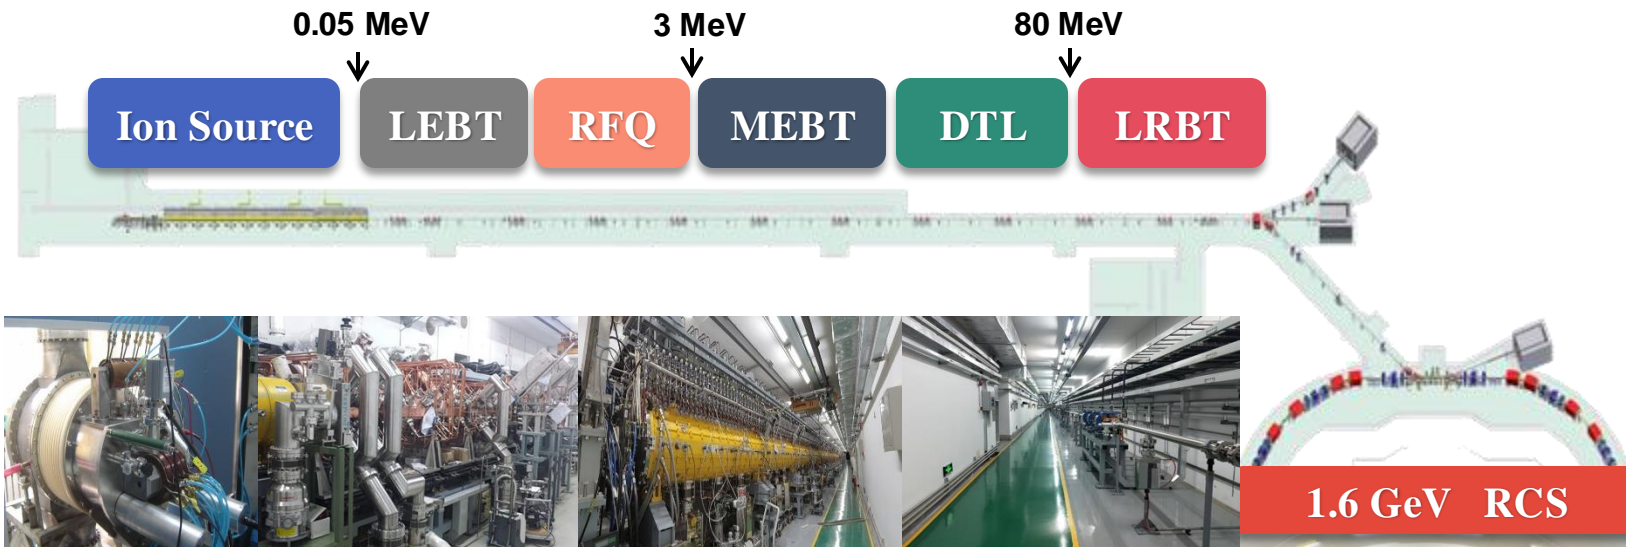 0.05 MeV
3 MeV
80 MeV
Ion Source
LEBT
RFQ
MEBT
DTL
LRBT
1.6 GeV RCS